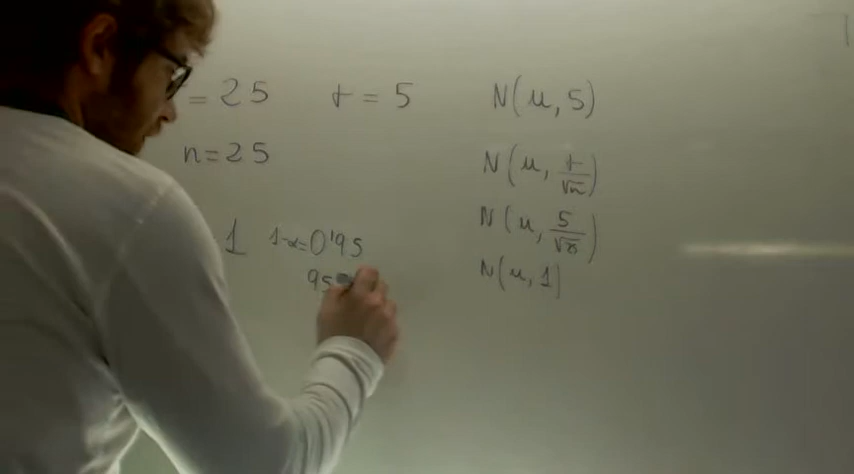 = 25 σ = 5 N(μ, 5)
n = 25 N(μ, σ/√n)
N(μ, 5/√25)
1 1-α = 0'95
95 N(μ, 1)